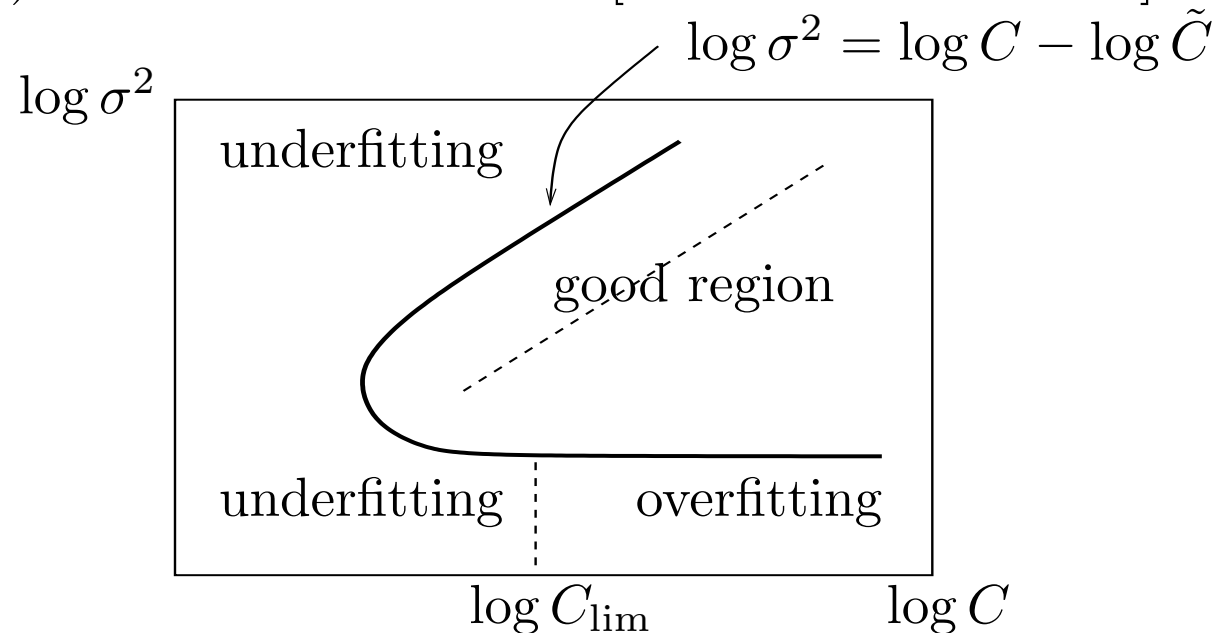 log σ² = log C − log C̃
log σ²
underfitting
good region
underfitting
overfitting
log C_lim
log C